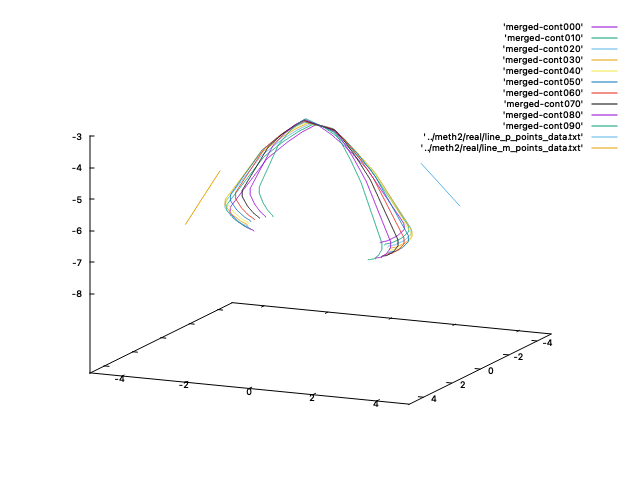 'merged-cont000'
'merged-cont010'
'merged-cont020'
'merged-cont030'
'merged-cont040'
'merged-cont050'
'merged-cont060'
'merged-cont070'
'merged-cont080'
'merged-cont090'
'../meth2/real/line_p_points_data.txt'
'../meth2/real/line_m_points_data.txt'
-3
-4
-5
-6
-7
-8
-4
-2
0
2
4
-4
-2
0
2
4